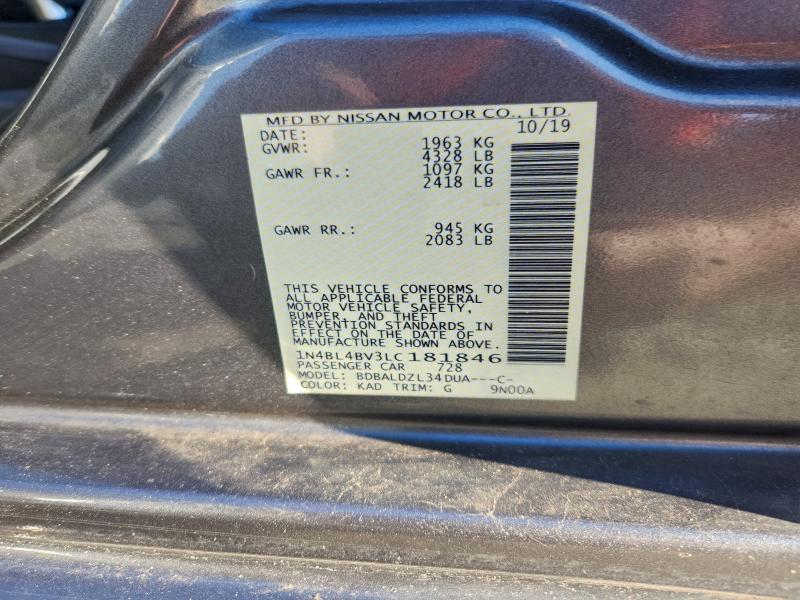 MFD BY NISSAN MOTOR CO., LTD.
DATE: 10/19
GVWR: 1963 KG
4328 LB
GAWR FR.: 1097 KG
2418 LB
GAWR RR.: 945 KG
2083 LB
THIS VEHICLE CONFORMS TO
ALL APPLICABLE FEDERAL
MOTOR VEHICLE SAFETY,
BUMPER, AND THEFT
PREVENTION STANDARDS IN
EFFECT ON THE DATE OF
MANUFACTURE SHOWN ABOVE.
1N4BL4BV3LC181846
PASSENGER CAR 728
MODEL: BDBALDZL34DUA---C-
COLOR: KAD TRIM: G 9N00A